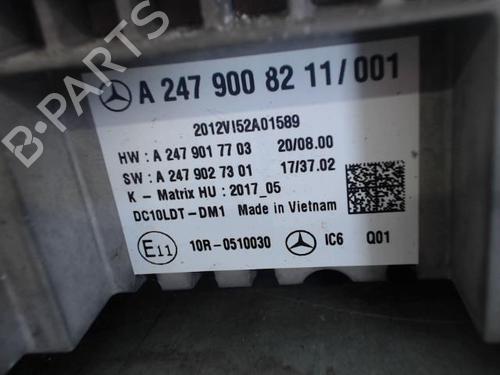 A 247 900 82 11/001
2012VI52A01589
HW : A 247 901 77 03 20/08.00
SW : A 247 902 73 01 17/37.02
K - Matrix HU : 2017_05
DC10LDT-DM1 Made in Vietnam
E11 10R-0510030 IC6 Q01